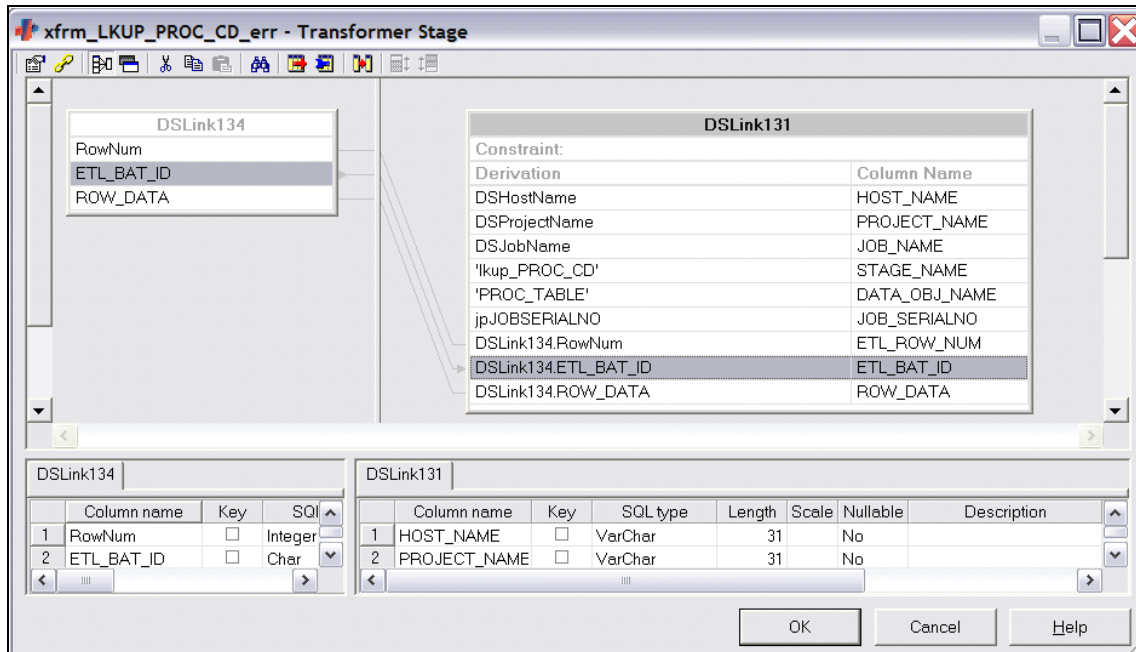 xfrm_LKUP_PROC_CD_err - Transformer Stage
DSLink134
RowNum
ETL_BAT_ID
ROW_DATA
DSLink131
Constraint:
Derivation Column Name
DSHostName HOST_NAME
DSProjectName PROJECT_NAME
DSJobName JOB_NAME
'lkup_PROC_CD' STAGE_NAME
'PROC_TABLE' DATA_OBJ_NAME
jpJOBSERIALNO JOB_SERIALNO
DSLink134.RowNum ETL_ROW_NUM
DSLink134.ETL_BAT_ID ETL_BAT_ID
DSLink134.ROW_DATA ROW_DATA
DSLink134
Column name Key SQL
1 RowNum Integer
2 ETL_BAT_ID Char
DSLink131
Column name Key SQL type Length Scale Nullable Description
1 HOST_NAME VarChar 31 No
2 PROJECT_NAME VarChar 31 No
OK Cancel Help